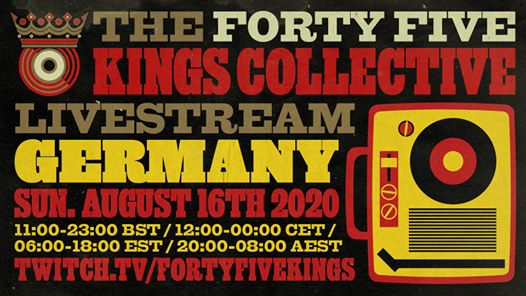 THE FORTY FIVE
KINGS COLLECTIVE
LIVESTREAM
GERMANY
SUN. AUGUST 16TH 2020
11:00-23:00 BST / 12:00-00:00 CET /
06:00-18:00 EST / 20:00-08:00 AEST
TWITCH.TV/FORTYFIVEKINGS